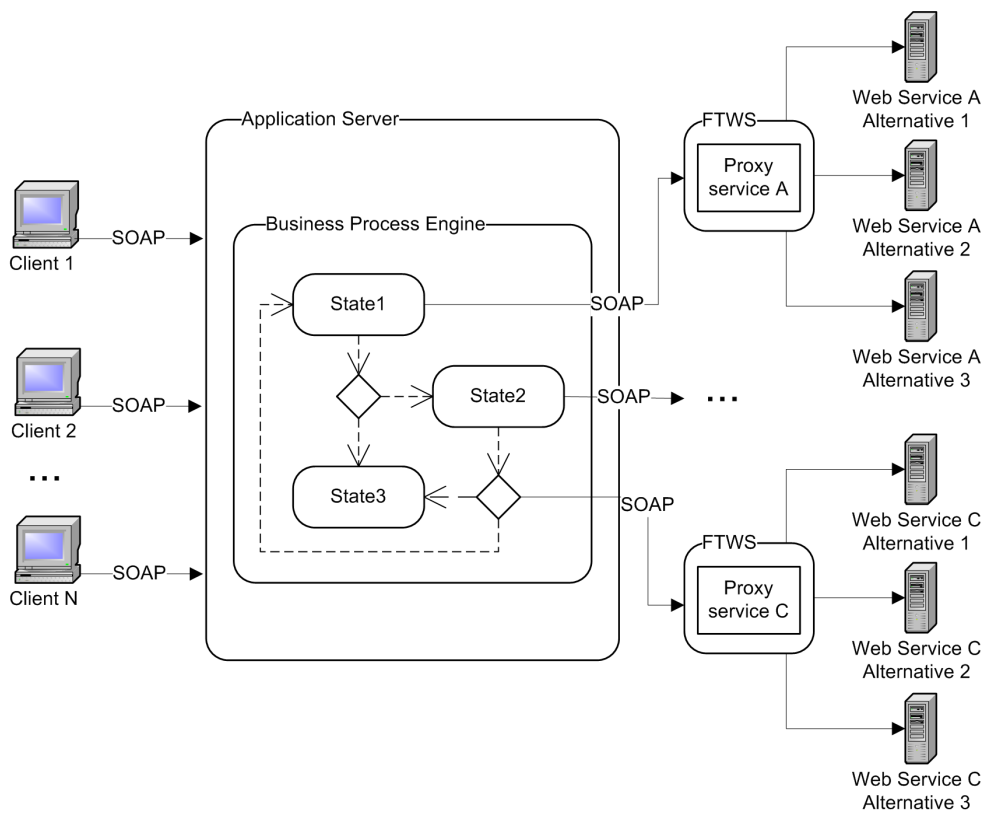 Web Service A
Alternative 1
Application Server
FTWS
Proxy
service A
Web Service A
Alternative 2
Business Process Engine
SOAP
Client 1
State1
SOAP
Web Service A
Alternative 3
SOAP
Client 2
State2
SOAP
...
...
State3
SOAP
Web Service C
Alternative 1
FTWS
SOAP
Client N
Proxy
service C
Web Service C
Alternative 2
Web Service C
Alternative 3